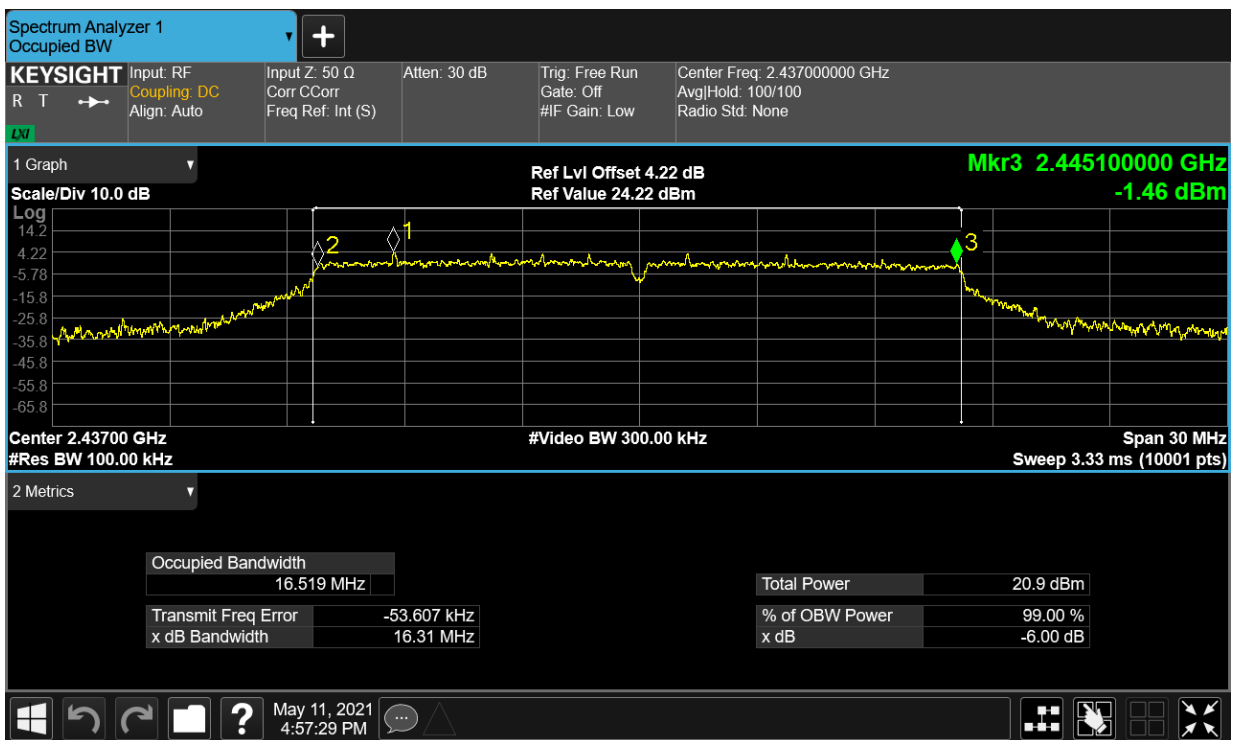 Spectrum Analyzer 1
Occupied BW
▼
+
KEYSIGHT
R T
LXI
Input: RF
Coupling: DC
Align: Auto
Input Z: 50 Ω
Corr CCorr
Freq Ref: Int (S)
Atten: 30 dB
Trig: Free Run
Gate: Off
#IF Gain: Low
Center Freq: 2.437000000 GHz
Avg|Hold: 100/100
Radio Std: None
1 Graph ▼
Scale/Div 10.0 dB
Ref Lvl Offset 4.22 dB
Ref Value 24.22 dBm
Mkr3 2.445100000 GHz
-1.46 dBm
Log
14.2
4.22
-5.78
-15.8
-25.8
-35.8
-45.8
-55.8
-65.8
2
1
3
Center 2.43700 GHz
#Res BW 100.00 kHz
#Video BW 300.00 kHz
Span 30 MHz
Sweep 3.33 ms (10001 pts)
2 Metrics ▼
Occupied Bandwidth
16.519 MHz
Transmit Freq Error -53.607 kHz
x dB Bandwidth 16.31 MHz
Total Power 20.9 dBm
% of OBW Power 99.00 %
x dB -6.00 dB
?
May 11, 2021
4:57:29 PM